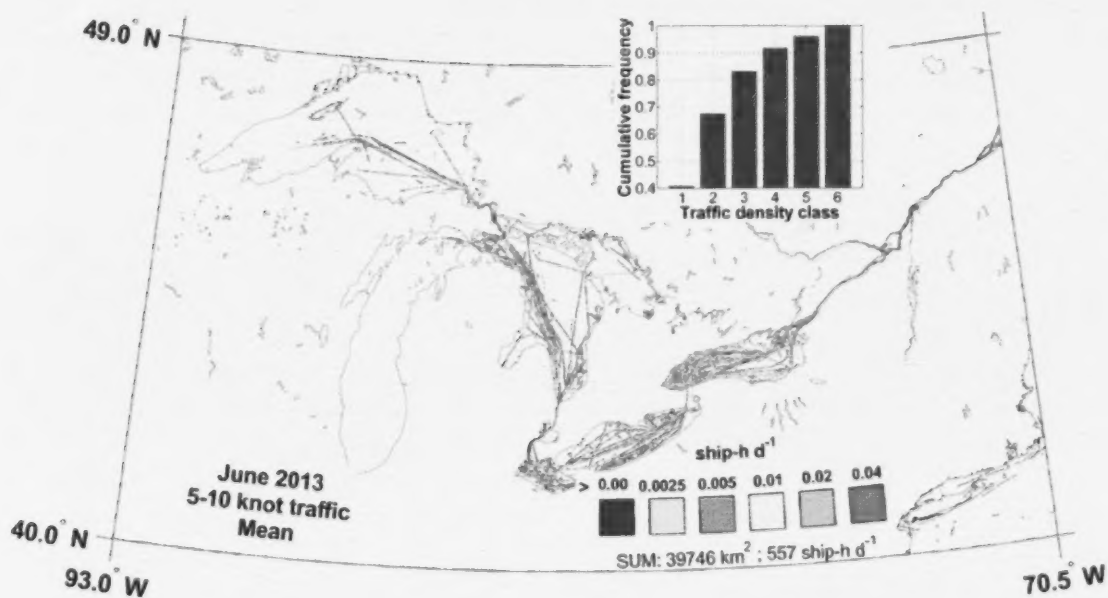 49.0° N
1
0.9
0.8
0.7
0.6
0.5
0.4
Cumulative frequency
1 2 3 4 5 6
Traffic density class
June 2013
5-10 knot traffic
Mean
ship-h d⁻¹
> 0.00 0.0025 0.005 0.01 0.02 0.04
SUM: 39746 km² ; 557 ship-h d⁻¹
40.0° N
93.0° W
70.5° W